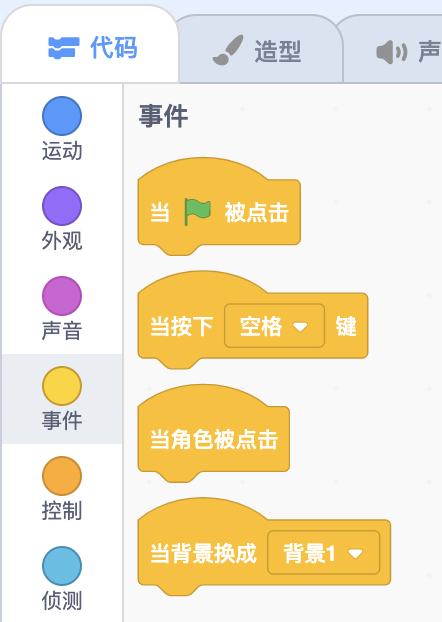 代码
造型
声
运动
外观
声音
事件
控制
侦测
事件
当 被点击
当按下 空格 键
当角色被点击
当背景换成 背景1